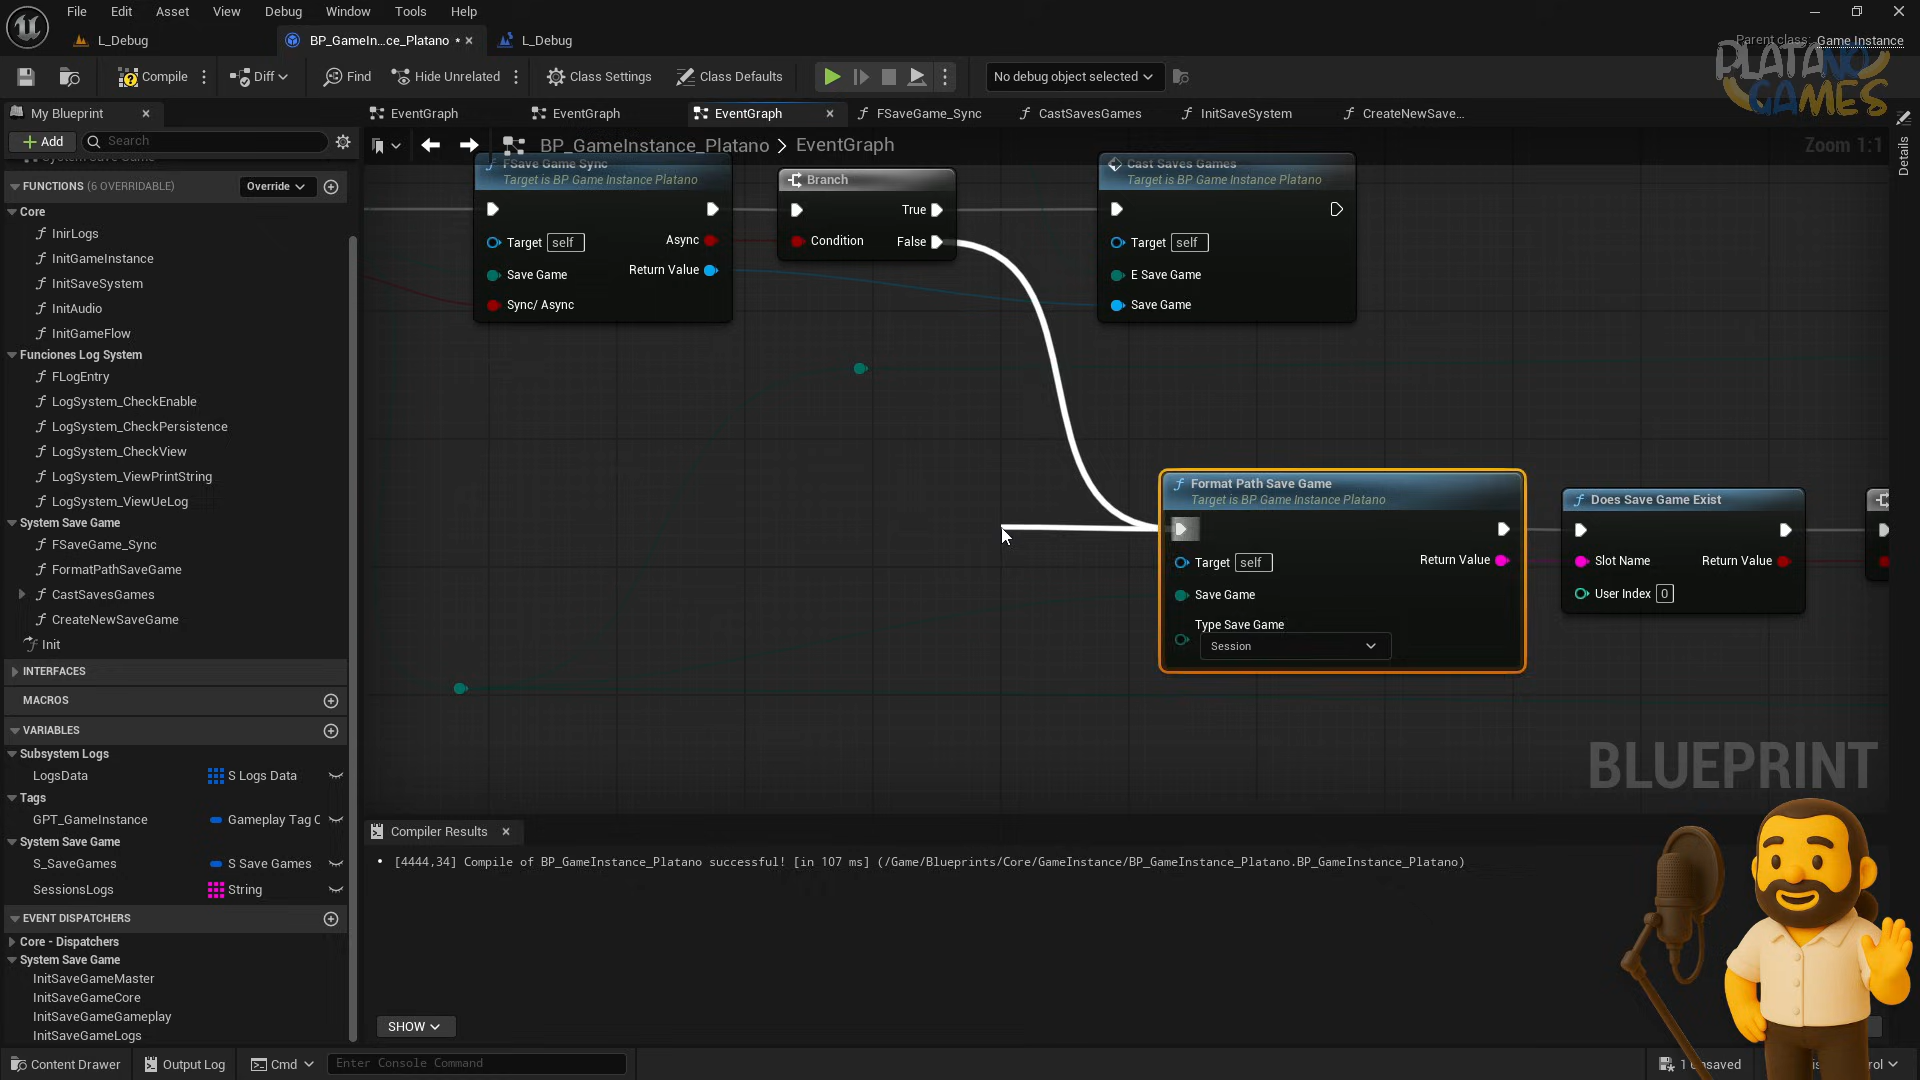 File Edit Asset View Window Debug Tools Help
L_Debug
BP_GameIn...ce_Platano •
L_Debug
Parent class: Game Instance
PLATANO GAMES
Compile
Diff
Find
Hide Unrelated
Class Settings
Class Defaults
No debug object selected
My Blueprint
EventGraph
EventGraph
EventGraph
FSaveGame_Sync
CastSavesGames
InitSaveSystem
CreateNewSave...
Details
Add
Search
BP_GameInstance_Platano > EventGraph
Zoom 1:1
System Save Game
FUNCTIONS (6 OVERRIDABLE)
Override
Core
InirLogs
InitGameInstance
InitSaveSystem
InitAudio
InitGameFlow
Funciones Log System
FLogEntry
LogSystem_CheckEnable
LogSystem_CheckPersistence
LogSystem_CheckView
LogSystem_ViewPrintString
LogSystem_ViewUeLog
System Save Game
FSaveGame_Sync
FormatPathSaveGame
CastSavesGames
CreateNewSaveGame
Init
INTERFACES
MACROS
VARIABLES
Subsystem Logs
LogsData
S Logs Data
Tags
GPT_GameInstance
Gameplay Tag C
System Save Game
S_SaveGames
S Save Games
SessionsLogs
String
EVENT DISPATCHERS
Core - Dispatchers
System Save Game
InitSaveGameMaster
InitSaveGameCore
InitSaveGameGameplay
InitSaveGameLogs
FSave Game Sync
Target is BP Game Instance Platano
Target self
Async
Save Game
Return Value
Sync/ Async
Branch
True
Condition
False
Cast Saves Games
Target is BP Game Instance Platano
Target self
E Save Game
Save Game
Format Path Save Game
Target is BP Game Instance Platano
Target self
Return Value
Save Game
Type Save Game
Session
Does Save Game Exist
Slot Name
Return Value
User Index 0
BLUEPRINT
Compiler Results
• [4444,34] Compile of BP_GameInstance_Platano successful! [in 107 ms] (/Game/Blueprints/Core/GameInstance/BP_GameInstance_Platano.BP_GameInstance_Platano)
SHOW
Content Drawer
Output Log
Cmd
Enter Console Command